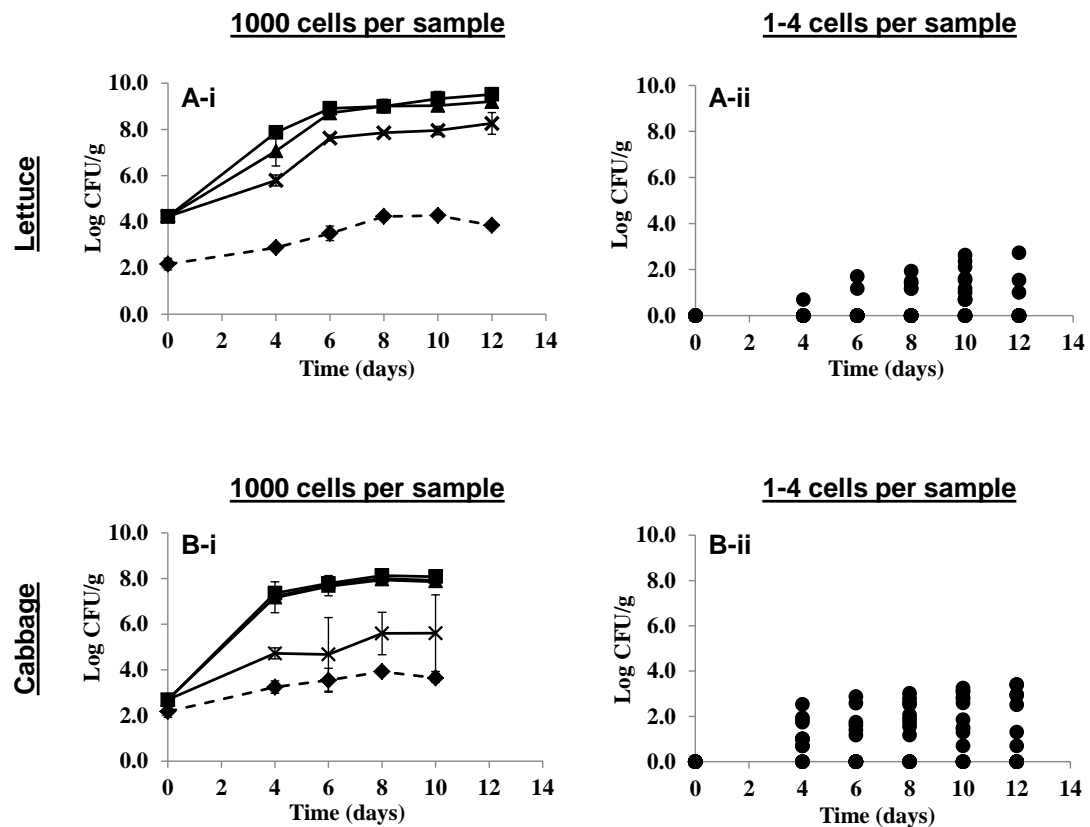 1000 cells per sample
1-4 cells per sample
Lettuce
A-i
Log CFU/g
10.0
8.0
6.0
4.0
2.0
0.0
0 2 4 6 8 10 12 14
Time (days)
A-ii
Log CFU/g
10.0
8.0
6.0
4.0
2.0
0.0
0 2 4 6 8 10 12 14
Time (days)
1000 cells per sample
1-4 cells per sample
Cabbage
B-i
Log CFU/g
10.0
8.0
6.0
4.0
2.0
0.0
0 2 4 6 8 10 12 14
Time (days)
B-ii
Log CFU/g
10.0
8.0
6.0
4.0
2.0
0.0
0 2 4 6 8 10 12 14
Time (days)